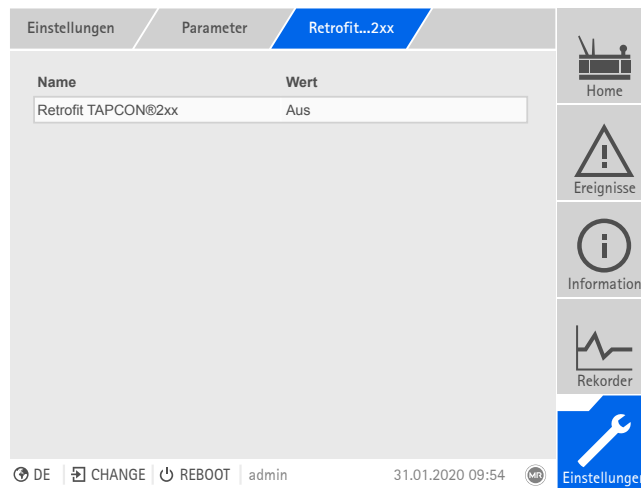 Einstellungen Parameter Retrofit...2xx
Name Wert
Retrofit TAPCON®2xx Aus
Home
Ereignisse
Information
Rekorder
Einstellungen
DE CHANGE REBOOT admin 31.01.2020 09:54 MR